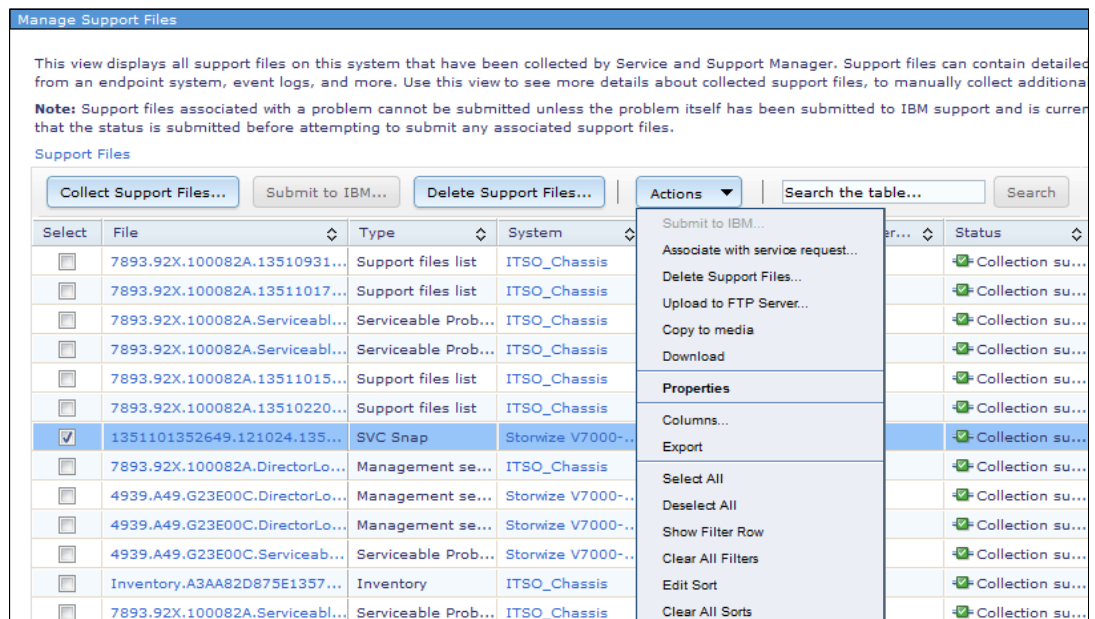 Manage Support Files
This view displays all support files on this system that have been collected by Service and Support Manager. Support files can contain detailed
from an endpoint system, event logs, and more. Use this view to see more details about collected support files, to manually collect additiona
Note: Support files associated with a problem cannot be submitted unless the problem itself has been submitted to IBM support and is curren
that the status is submitted before attempting to submit any associated support files.
Support Files
Collect Support Files... Submit to IBM... Delete Support Files... Actions Search the table... Search
Select File Type System er... Status
7893.92X.100082A.13510931... Support files list ITSO_Chassis Collection su...
7893.92X.100082A.13511017... Support files list ITSO_Chassis Collection su...
7893.92X.100082A.Serviceabl... Serviceable Prob... ITSO_Chassis Collection su...
7893.92X.100082A.Serviceabl... Serviceable Prob... ITSO_Chassis Collection su...
7893.92X.100082A.13511015... Support files list ITSO_Chassis Collection su...
7893.92X.100082A.13510220... Support files list ITSO_Chassis Collection su...
1351101352649.121024.135... SVC Snap Storwize V7000-... Collection su...
7893.92X.100082A.DirectorLo... Management se... ITSO_Chassis Collection su...
4939.A49.G23E00C.DirectorLo... Management se... Storwize V7000-... Collection su...
4939.A49.G23E00C.DirectorLo... Management se... Storwize V7000-... Collection su...
4939.A49.G23E00C.Serviceab... Serviceable Prob... Storwize V7000-... Collection su...
Inventory.A3AA82D875E1357... Inventory ITSO_Chassis Collection su...
7893.92X.100082A.Serviceabl... Serviceable Prob... ITSO_Chassis Collection su...
Submit to IBM...
Associate with service request...
Delete Support Files...
Upload to FTP Server...
Copy to media
Download
Properties
Columns...
Export
Select All
Deselect All
Show Filter Row
Clear All Filters
Edit Sort
Clear All Sorts